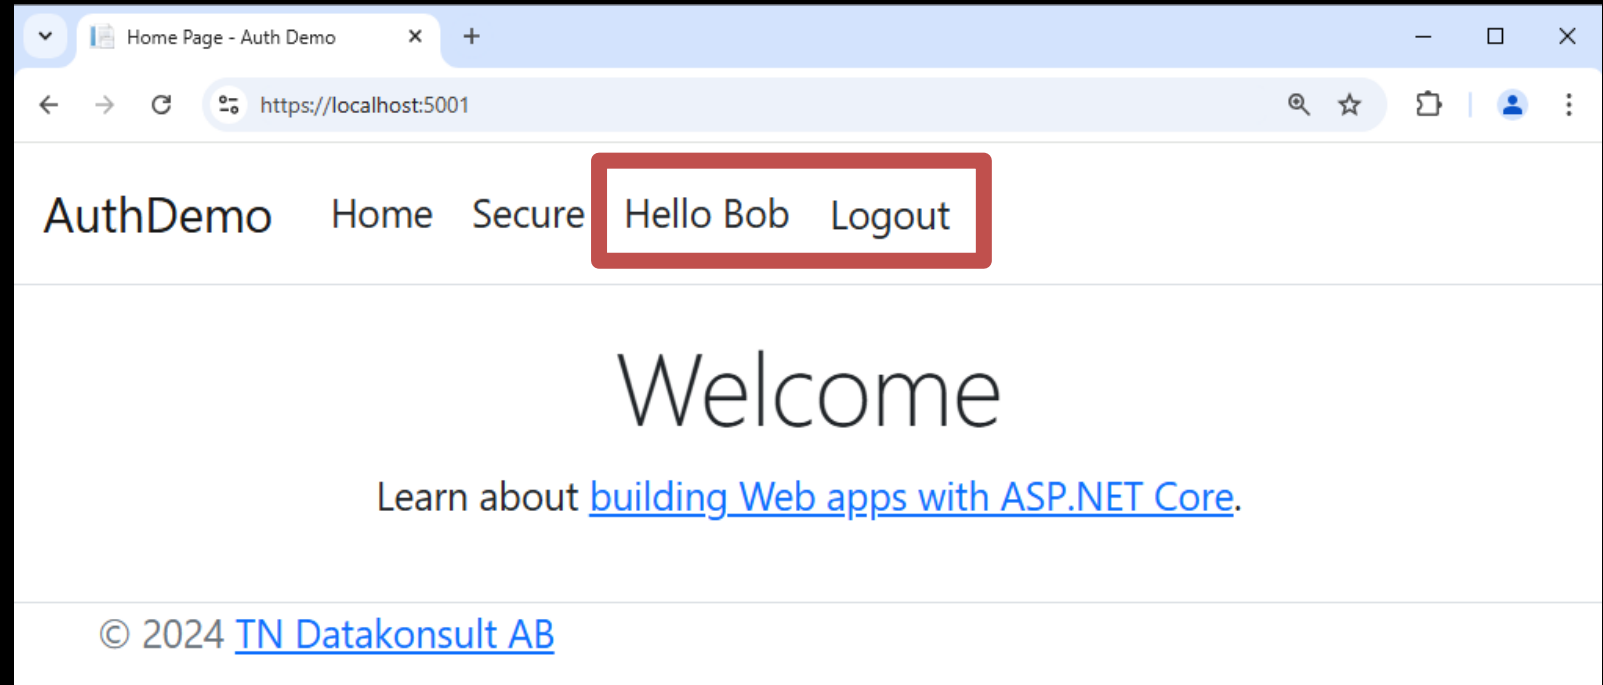 Home Page - Auth Demo
https://localhost:5001
AuthDemo Home Secure Hello Bob Logout
Welcome
Learn about building Web apps with ASP.NET Core.
© 2024 TN Datakonsult AB